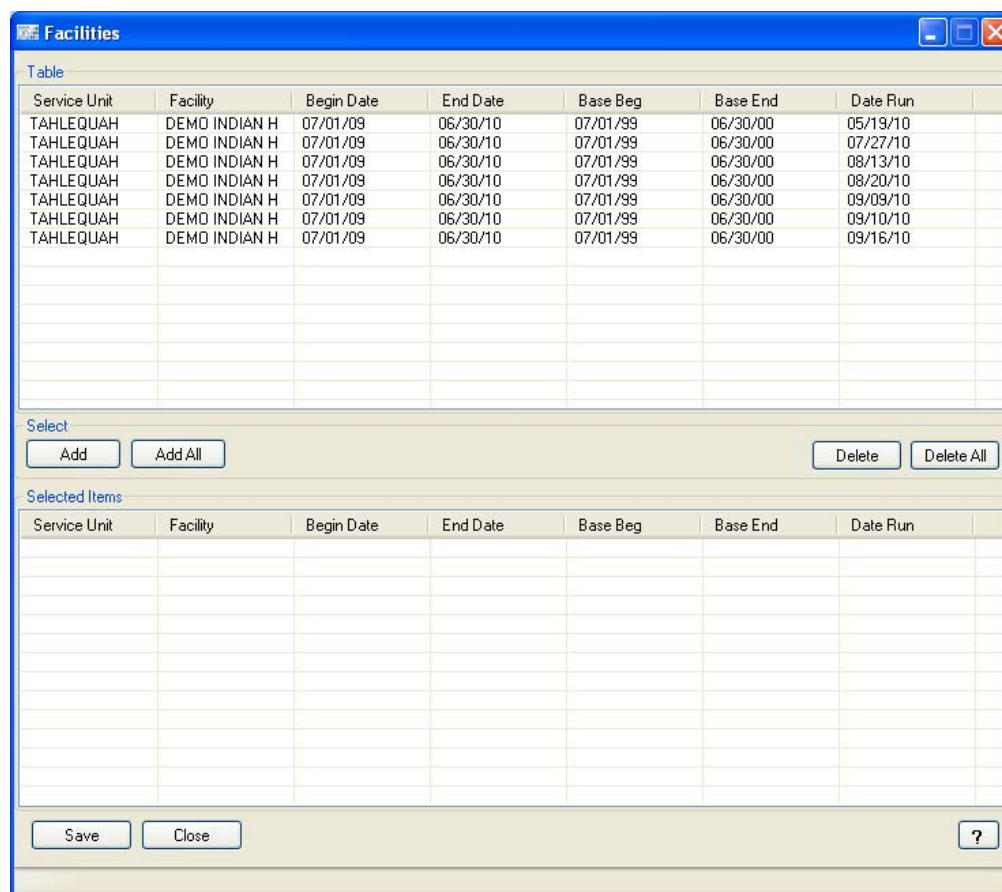 Facilities
Table
Service Unit Facility Begin Date End Date Base Beg Base End Date Run
TAHLEQUAH DEMO INDIAN H 07/01/09 06/30/10 07/01/99 06/30/00 05/19/10
TAHLEQUAH DEMO INDIAN H 07/01/09 06/30/10 07/01/99 06/30/00 07/27/10
TAHLEQUAH DEMO INDIAN H 07/01/09 06/30/10 07/01/99 06/30/00 08/13/10
TAHLEQUAH DEMO INDIAN H 07/01/09 06/30/10 07/01/99 06/30/00 08/20/10
TAHLEQUAH DEMO INDIAN H 07/01/09 06/30/10 07/01/99 06/30/00 09/09/10
TAHLEQUAH DEMO INDIAN H 07/01/09 06/30/10 07/01/99 06/30/00 09/10/10
TAHLEQUAH DEMO INDIAN H 07/01/09 06/30/10 07/01/99 06/30/00 09/16/10
Select
Add Add All Delete Delete All
Selected Items
Service Unit Facility Begin Date End Date Base Beg Base End Date Run
Save Close ?